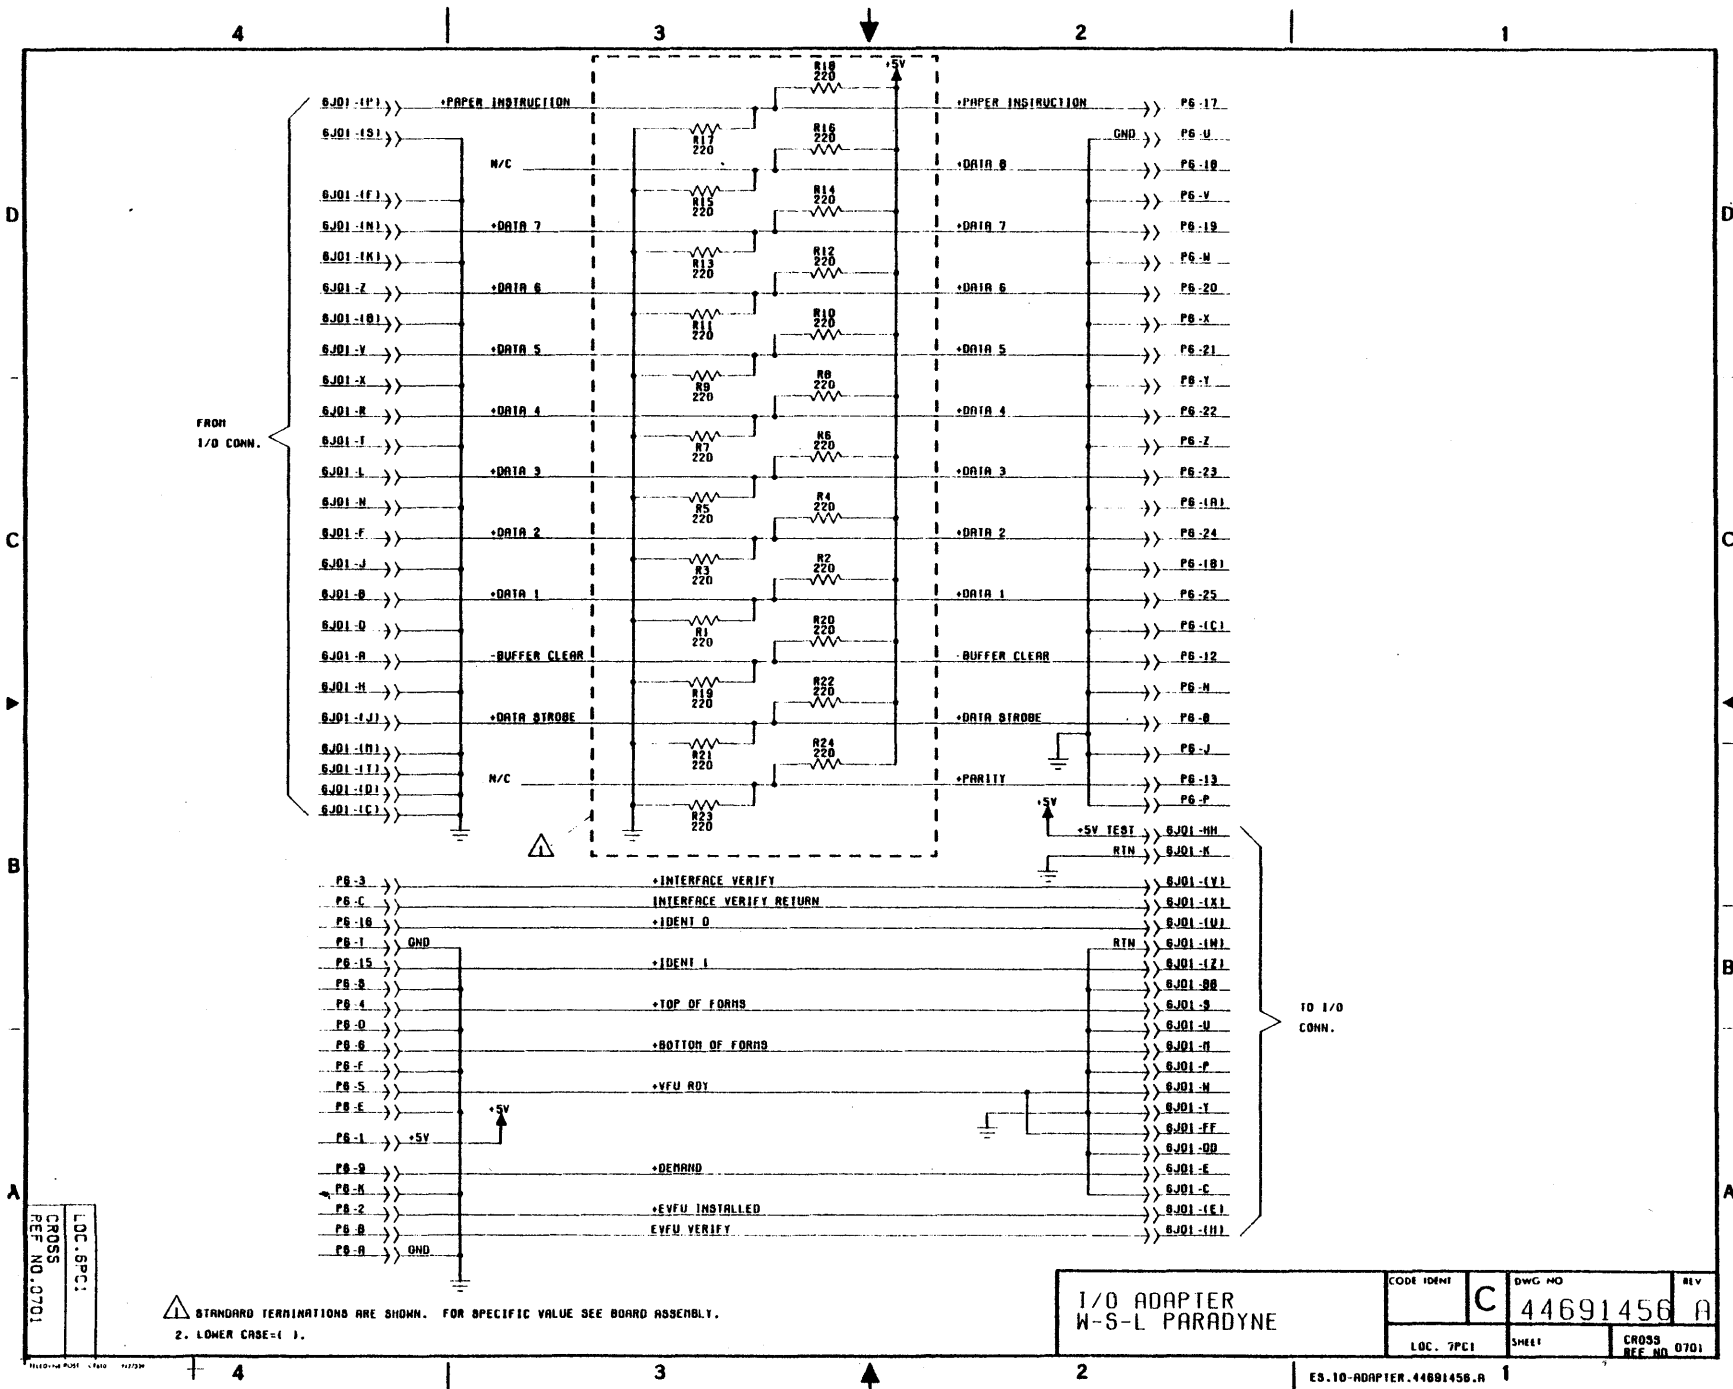 4 3 2 1
6J01-(P) +PAPER INSTRUCTION R18 220 +5V +PAPER INSTRUCTION P6-17
6J01-(S) R17 220 R16 220 GND P6-U
N/C +DATA 8 P6-18
6J01-(F) R15 220 R14 220 P6-V
D D
6J01-(N) +DATA 7 +DATA 7 P6-19
6J01-(K) R13 220 R12 220 P6-W
6J01-Z +DATA 6 +DATA 6 P6-20
6J01-(B) R11 220 R10 220 P6-X
6J01-V +DATA 5 +DATA 5 P6-21
6J01-X R9 220 R8 220 P6-Y
6J01-R +DATA 4 +DATA 4 P6-22
FROM
I/O CONN.
6J01-T R7 220 R6 220 P6-Z
6J01-L +DATA 3 +DATA 3 P6-23
6J01-N R5 220 R4 220 P6-(A)
6J01-F +DATA 2 +DATA 2 P6-24
C C
6J01-J R3 220 R2 220 P6-(B)
6J01-B +DATA 1 +DATA 1 P6-25
6J01-D R1 220 R20 220 P6-(C)
6J01-A -BUFFER CLEAR -BUFFER CLEAR P6-12
6J01-H R19 220 R22 220 P6-N
6J01-(J) +DATA STROBE +DATA STROBE P6-8
6J01-(M) R21 220 R24 220 P6-J
6J01-(T)
N/C +PARITY P6-13
6J01-(D)
6J01-(C) R23 220 P6-P
+5V
+5V TEST 6J01-HH
RTN 6J01-K
1
B
P6-3 +INTERFACE VERIFY 6J01-(V)
P6-C INTERFACE VERIFY RETURN 6J01-(X)
P6-16 +IDENT 0 6J01-(U)
P6-T GND RTN 6J01-(W)
P6-15 +IDENT 1 6J01-(Z)
B
P6-S 6J01-BB
P6-4 +TOP OF FORMS 6J01-S
P6-D 6J01-U
TO I/O
CONN.
P6-6 +BOTTOM OF FORMS 6J01-M
P6-F 6J01-P
P6-5 +VFU RDY 6J01-W
P6-E +5V 6J01-Y
6J01-FF
P6-1 +5V
6J01-DD
P6-9 +DEMAND 6J01-E
P6-K 6J01-C
A A
P6-2 +EVFU INSTALLED 6J01-(E)
P6-B EVFU VERIFY 6J01-(H)
P6-A GND
LOC.6PC1
CROSS
REF NO.0701
1 STANDARD TERMINATIONS ARE SHOWN. FOR SPECIFIC VALUE SEE BOARD ASSEMBLY.
2. LOWER CASE=( ).
I/O ADAPTER
W-S-L PARADYNE
CODE IDENT C DWG NO 44691456 REV A
LOC. 7PC1 SHEET CROSS REF NO 0701
4 3 2 1
ES.IO-ADAPTER.44691456.A